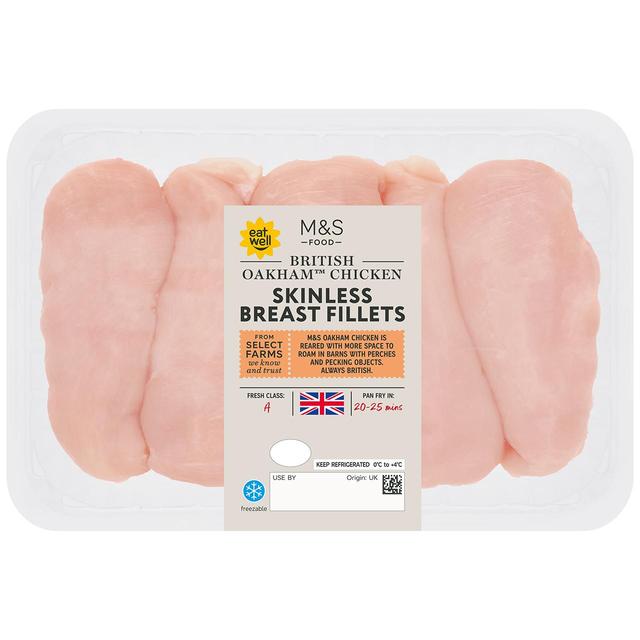 eat
well
M&S
FOOD
BRITISH
OAKHAM™ CHICKEN
SKINLESS
BREAST FILLETS
FROM
SELECT
FARMS
we know
and trust
M&S OAKHAM CHICKEN IS
REARED WITH MORE SPACE TO
ROAM IN BARNS WITH PERCHES
AND PECKING OBJECTS.
ALWAYS BRITISH.
FRESH CLASS:
A
PAN FRY IN:
20-25 mins
KEEP REFRIGERATED 0°C to +4°C
USE BY
Origin: UK
freezable